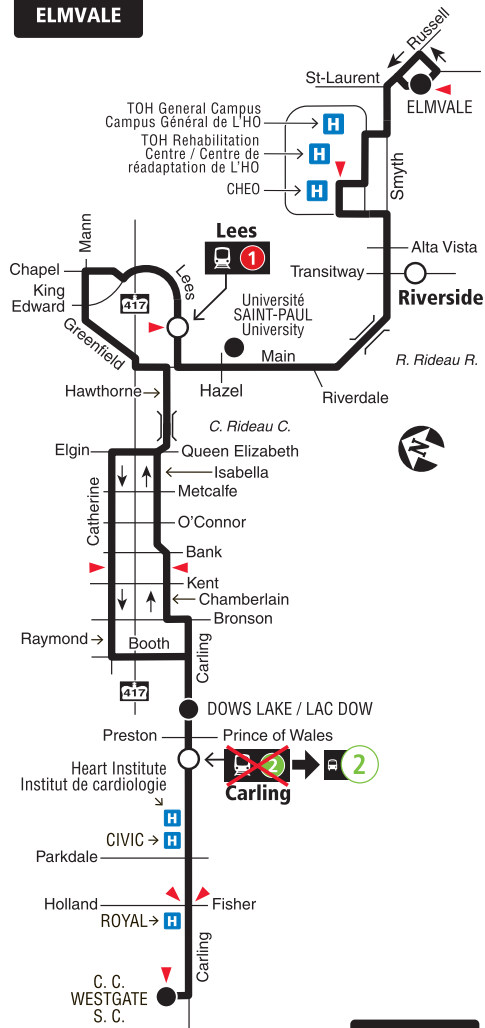 ELMVALE
Russell
St-Laurent
ELMVALE
TOH General Campus
Campus Général de L'HO
H
TOH Rehabilitation
Centre / Centre de
réadaptation de L'HO
H
CHEO
H
Smyth
Mann
Lees
1
Alta Vista
Chapel
Lees
Transitway
King
Edward
417
Riverside
Université
SAINT-PAUL
University
Greenfield
Main
R. Rideau R.
Hawthorne
Hazel
Riverdale
C. Rideau C.
N
Elgin
Queen Elizabeth
Isabella
Catherine
Metcalfe
O'Connor
Bank
Kent
Chamberlain
Bronson
Raymond
Booth
Carling
417
DOWS LAKE / LAC DOW
Preston
Prince of Wales
2
2
Carling
Heart Institute
Institut de cardiologie
H
CIVIC
H
Parkdale
Holland
Fisher
ROYAL
H
Carling
C. C.
WESTGATE
S. C.